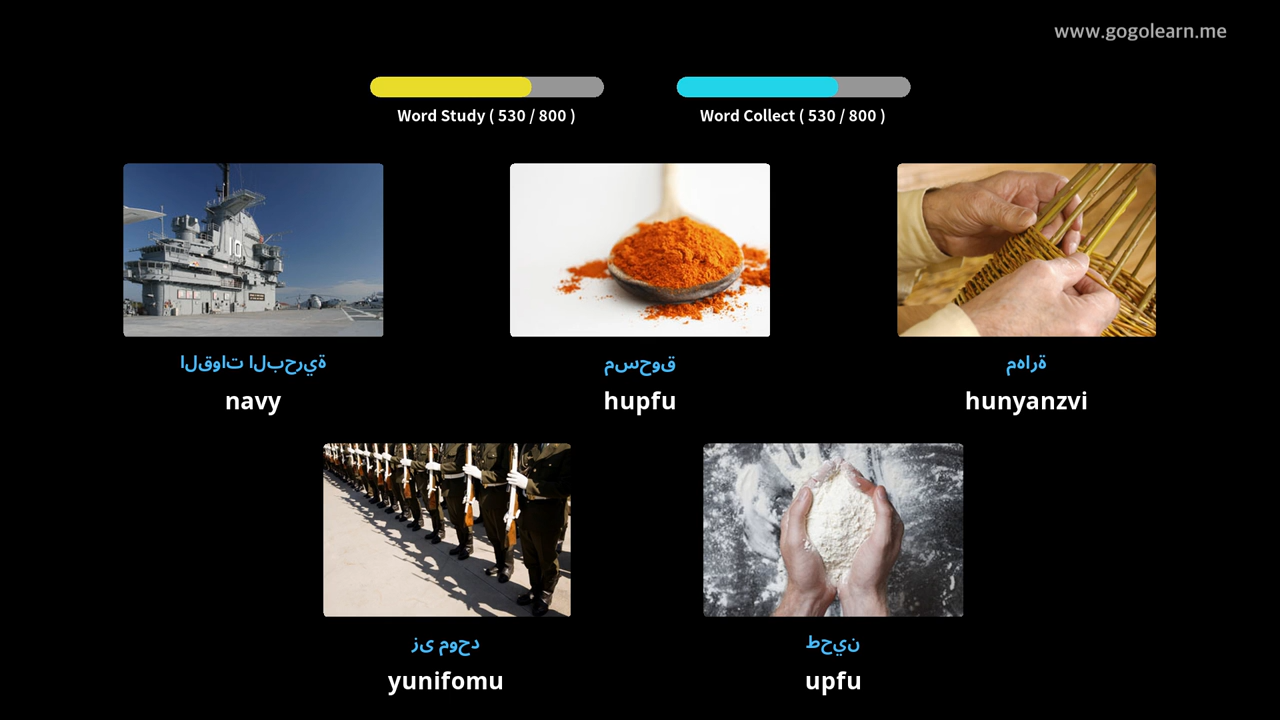 www.gogolearn.me
Word Study ( 530 / 800 )
Word Collect ( 530 / 800 )
القوات البحرية
navy
مسحوق
hupfu
مهارة
hunyanzvi
زى موحد
yunifomu
طحين
upfu